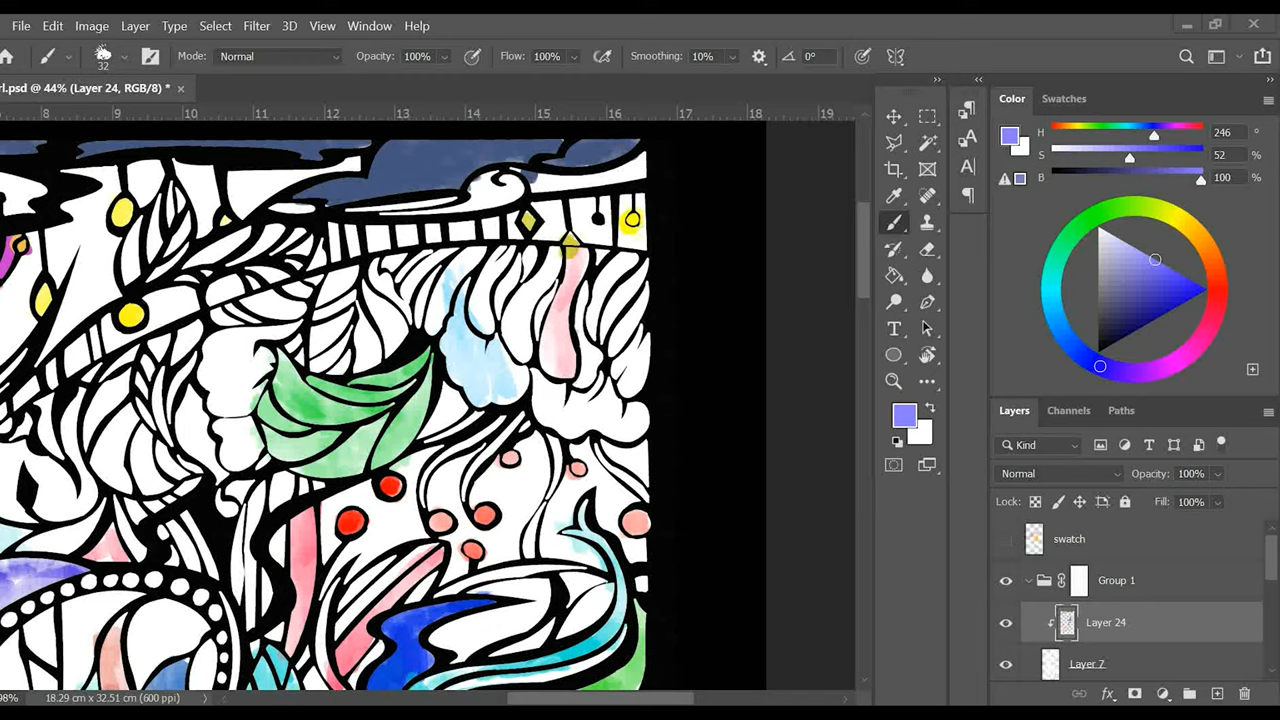 File Edit Image Layer Type Select Filter 3D View Window Help
32 Mode: Normal Opacity: 100% Flow: 100% Smoothing: 10% 0°
rl.psd @ 44% (Layer 24, RGB/8) * ×
8 9 10 11 12 13 14 15 16 17 18 19
Color Swatches
H 246 °
S 52 %
B 100 %
Layers Channels Paths
Kind
Normal Opacity: 100%
Lock: Fill: 100%
swatch
Group 1
Layer 24
Layer 7
98% 18.29 cm x 32.51 cm (600 ppi)